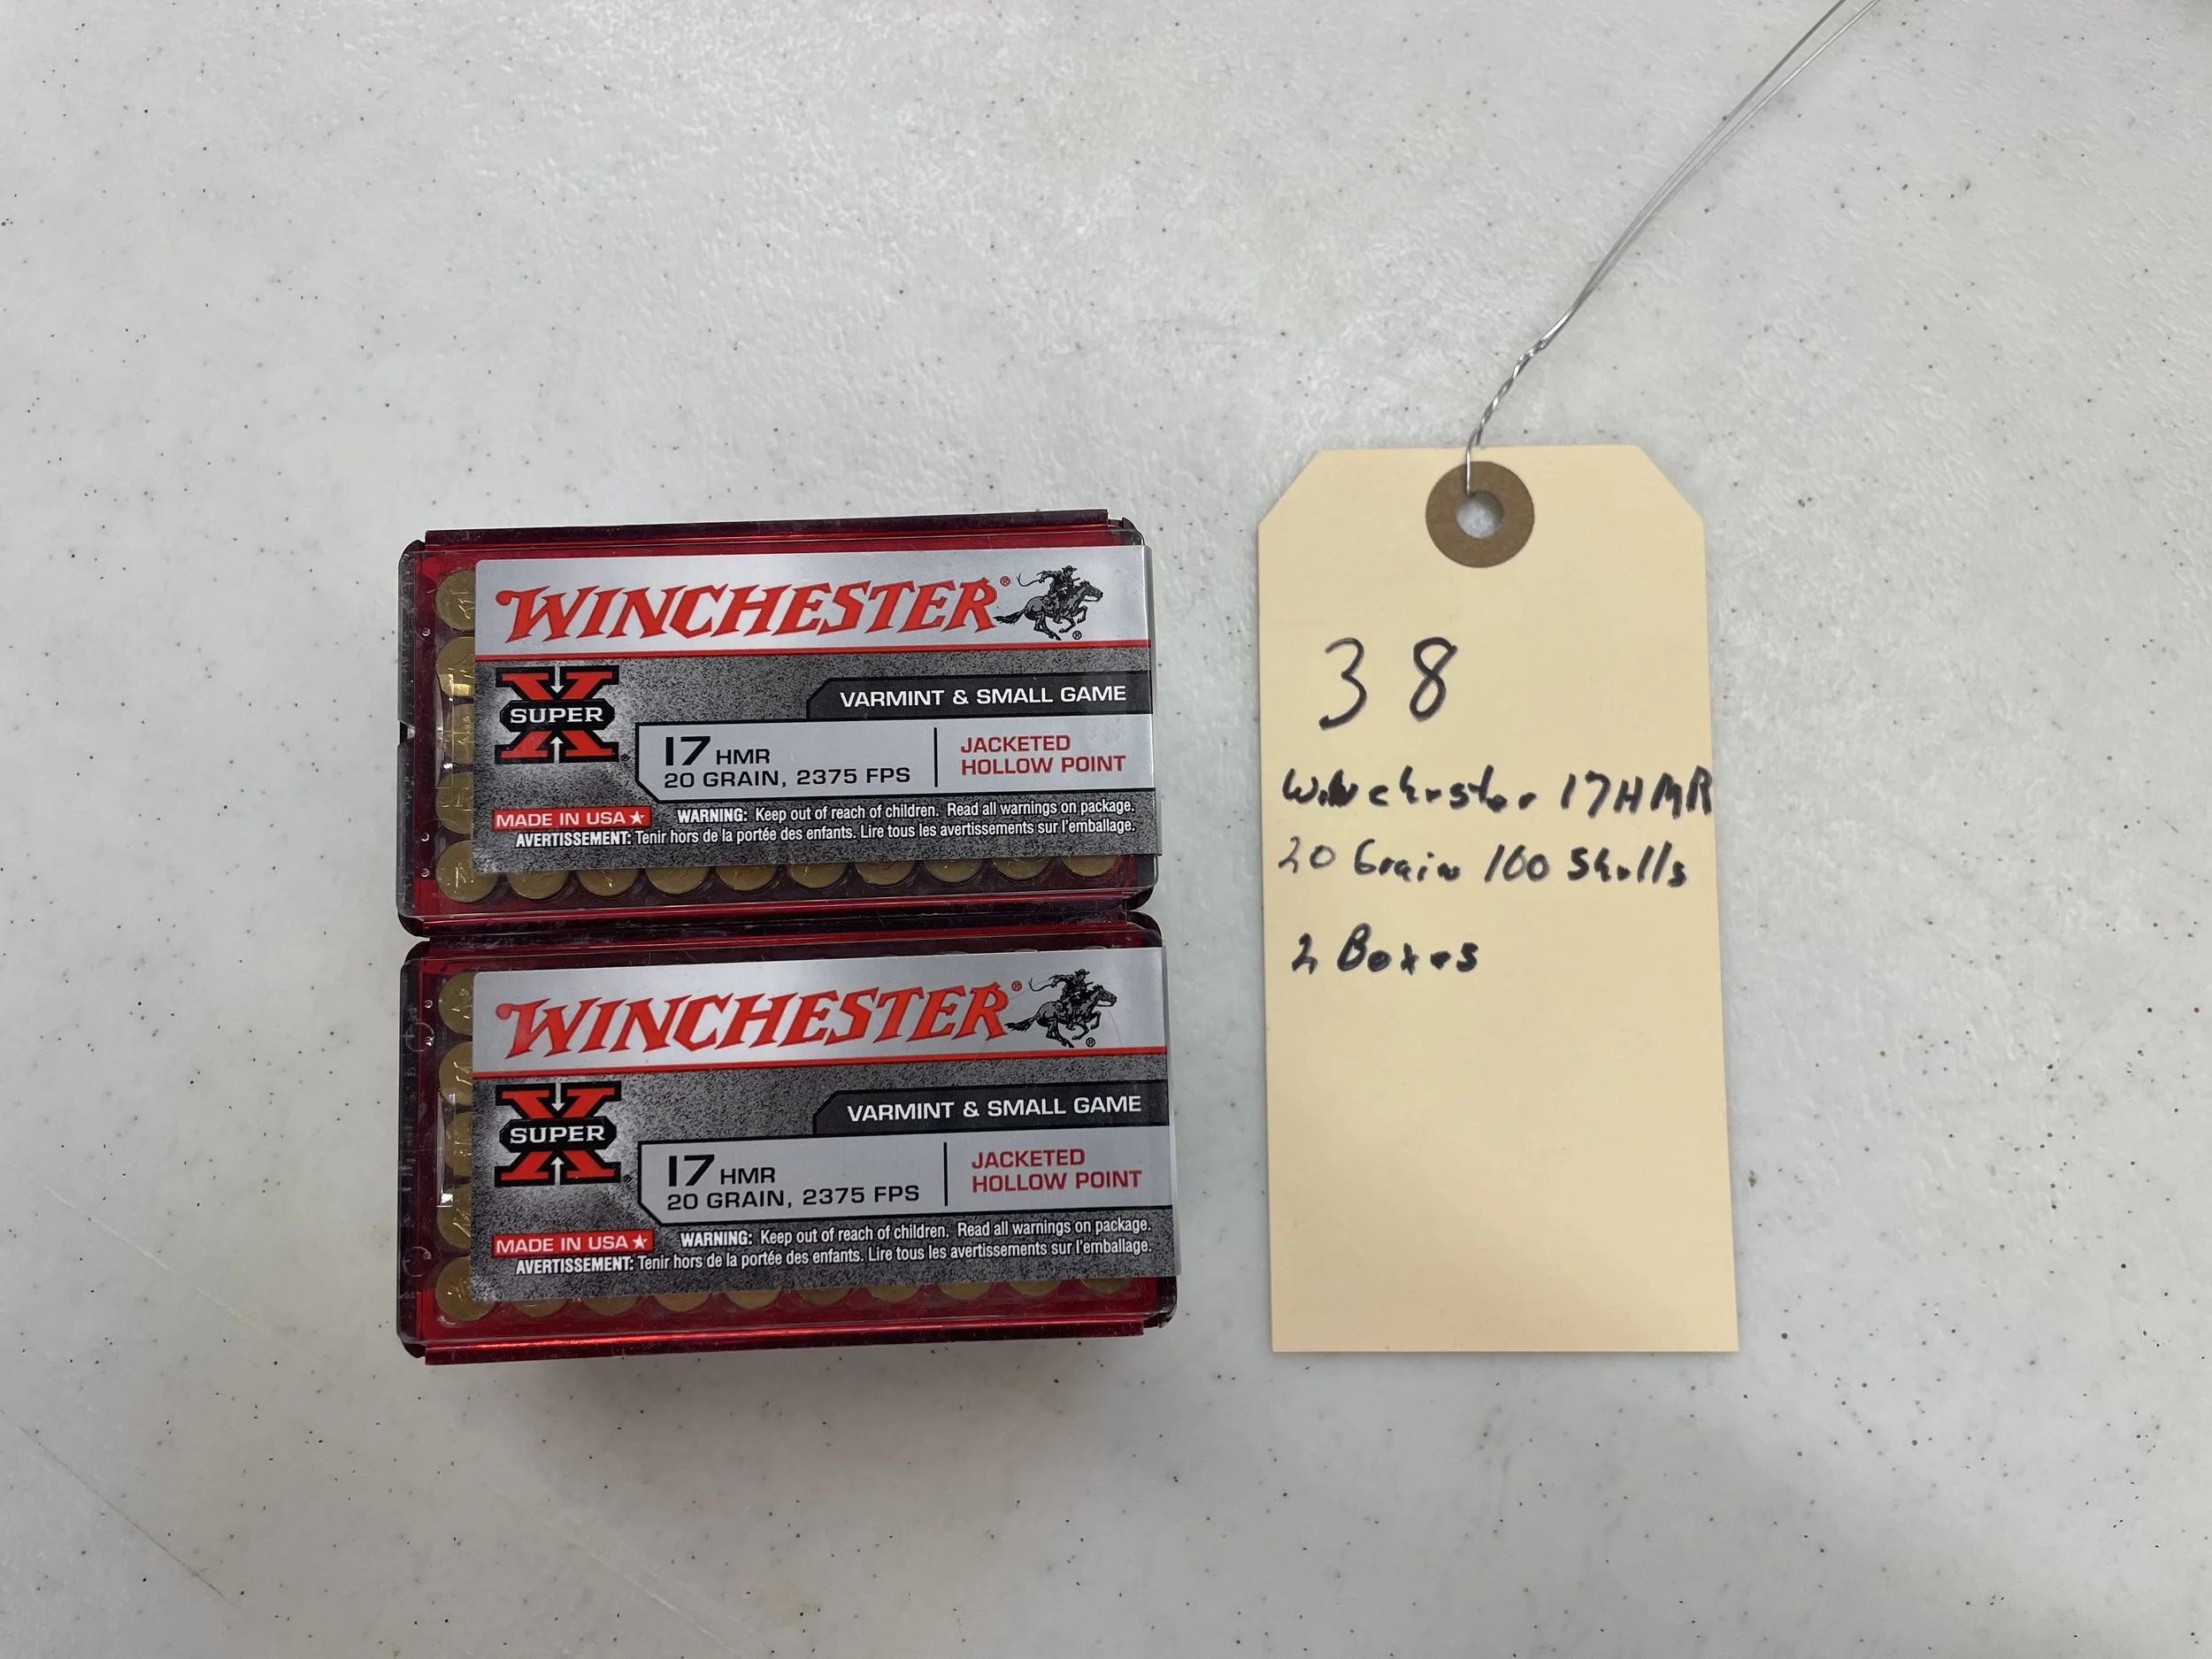 WINCHESTER®
X SUPER
VARMINT & SMALL GAME
17 HMR
20 GRAIN, 2375 FPS
JACKETED
HOLLOW POINT
MADE IN USA ★
WARNING: Keep out of reach of children. Read all warnings on package.
AVERTISSEMENT: Tenir hors de la portée des enfants. Lire tous les avertissements sur l'emballage.
WINCHESTER®
X SUPER
VARMINT & SMALL GAME
17 HMR
20 GRAIN, 2375 FPS
JACKETED
HOLLOW POINT
MADE IN USA ★
WARNING: Keep out of reach of children. Read all warnings on package.
AVERTISSEMENT: Tenir hors de la portée des enfants. Lire tous les avertissements sur l'emballage.
38
Winchester 17HMR
20 Grain 100 Shells
2 Boxes